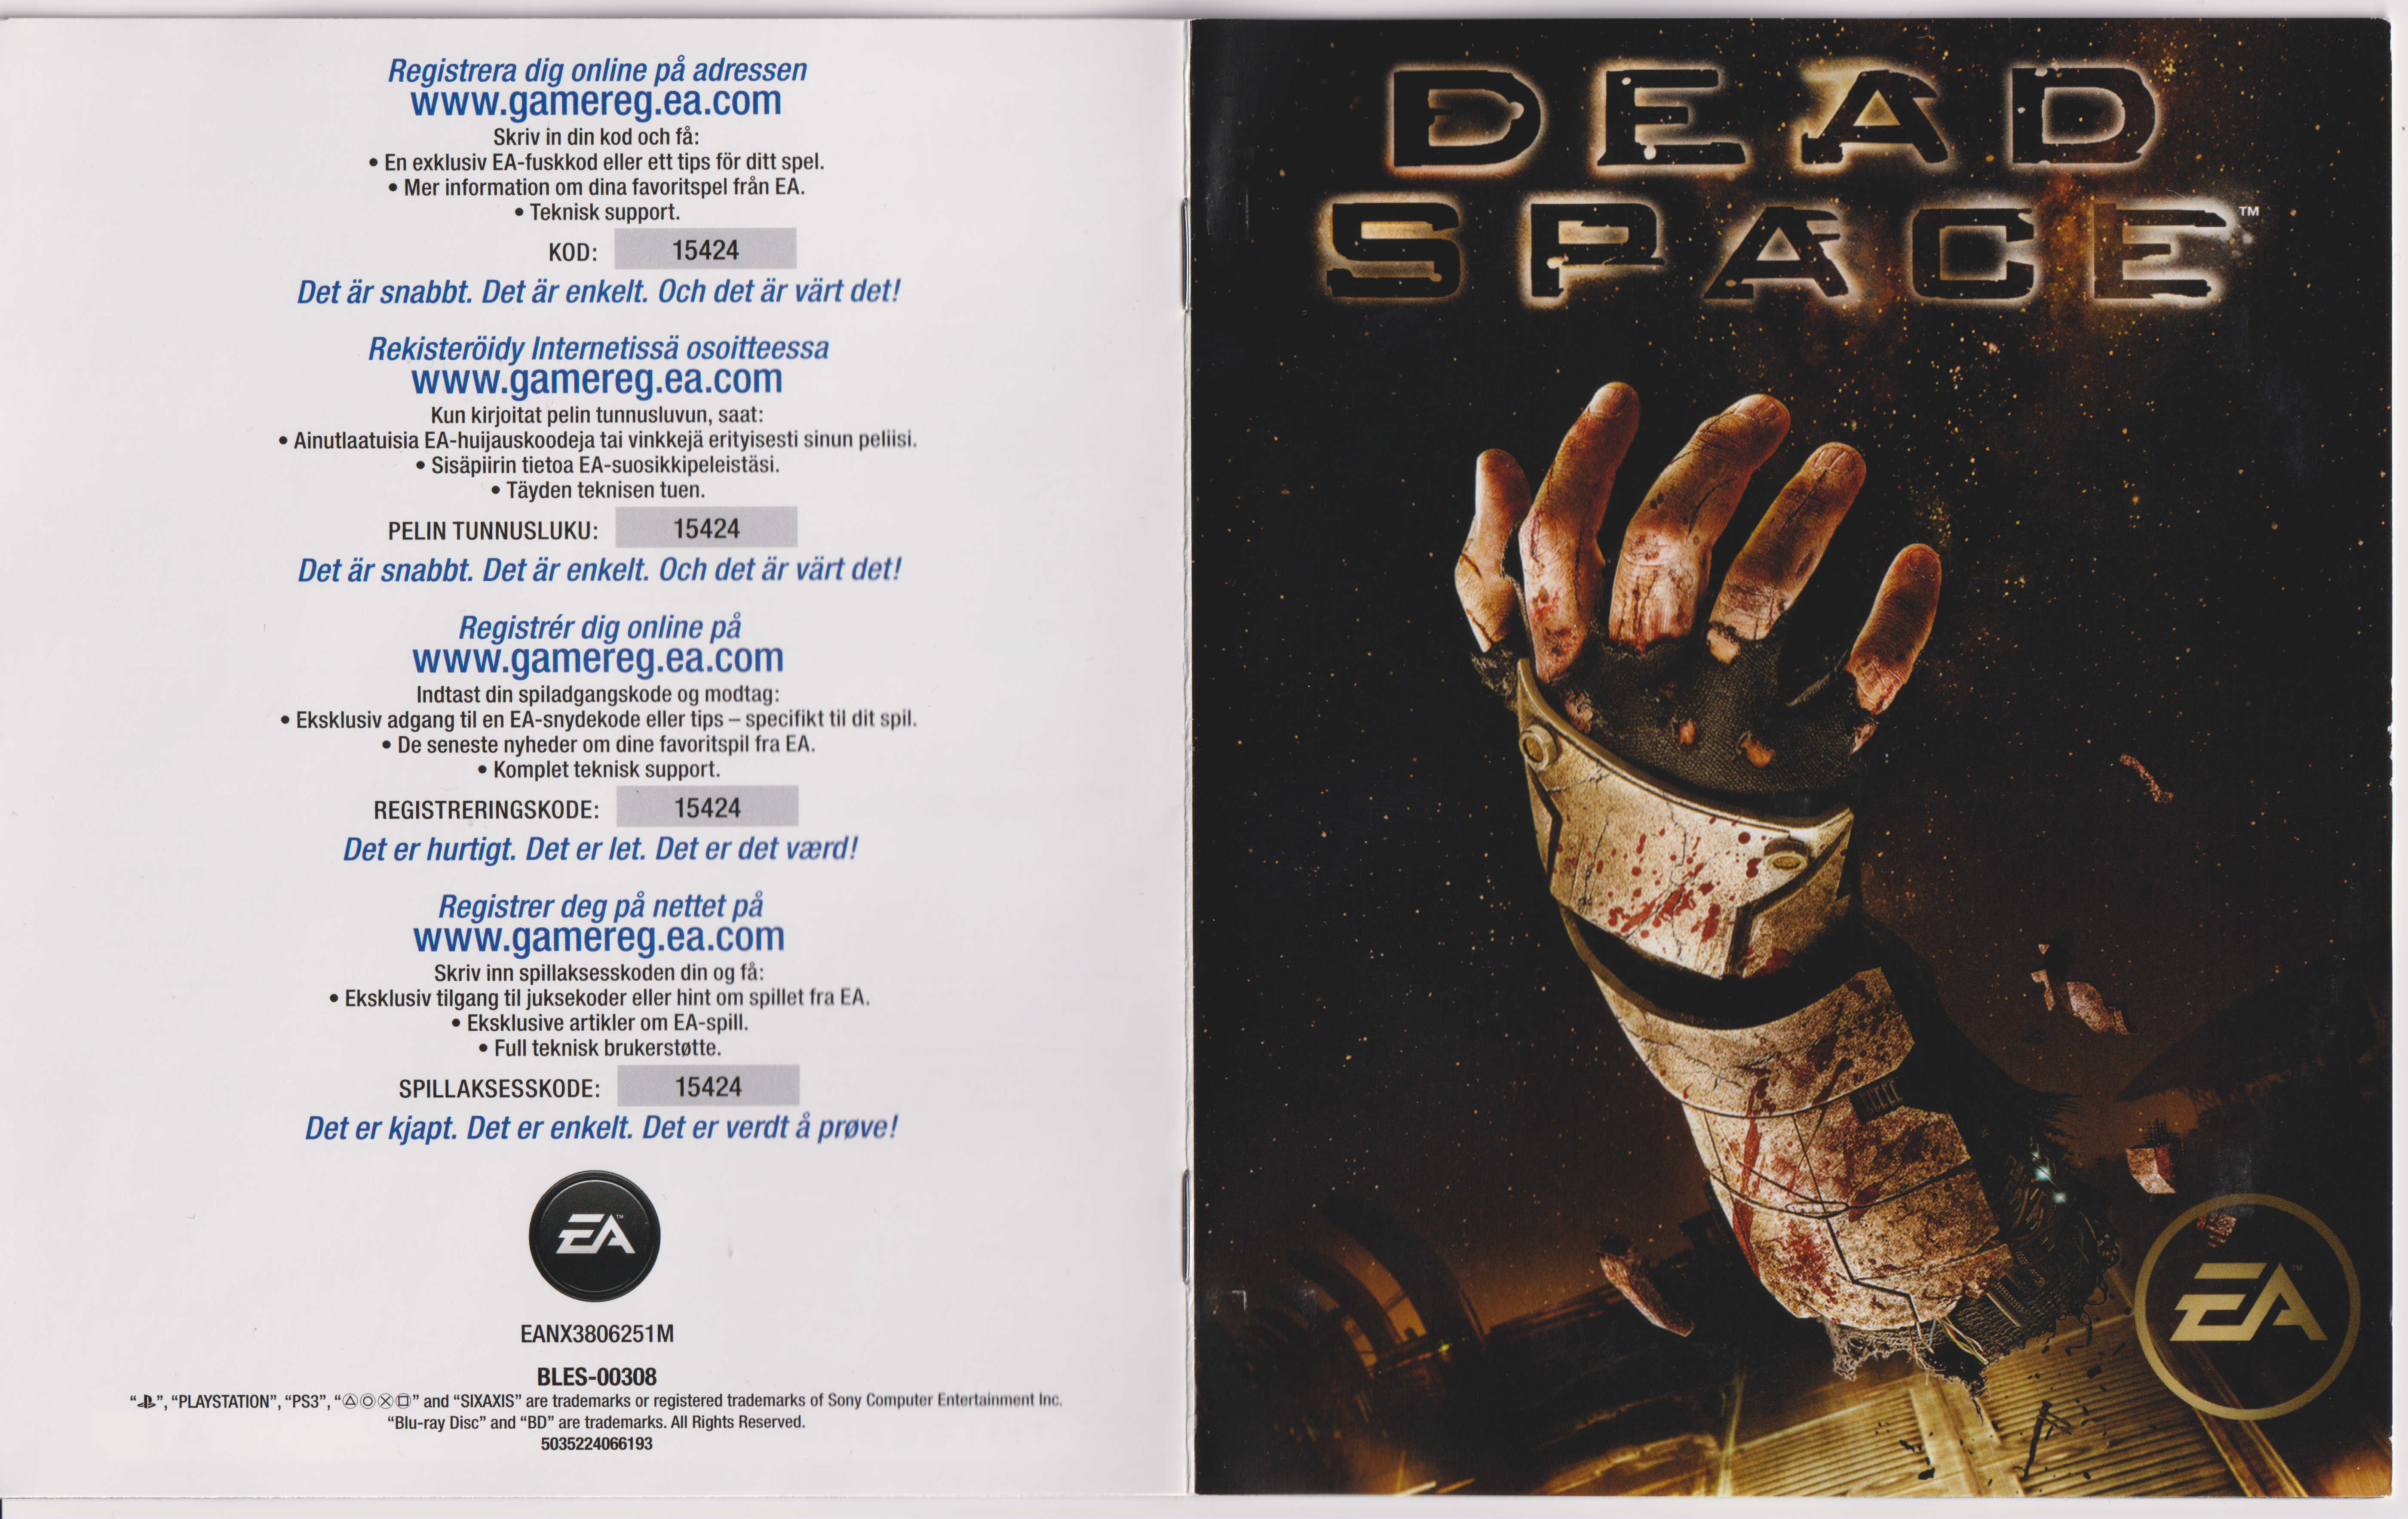 Registrera dig online på adressen
www.gamereg.ea.com
Skriv in din kod och få:
• En exklusiv EA-fuskkod eller ett tips för ditt spel.
• Mer information om dina favoritspel från EA.
• Teknisk support.
KOD: 15424
Det är snabbt. Det är enkelt. Och det är värt det!
Rekisteröidy Internetissä osoitteessa
www.gamereg.ea.com
Kun kirjoitat pelin tunnusluvun, saat:
• Ainutlaatuisia EA-huijauskoodeja tai vinkkejä erityisesti sinun peliisi.
• Sisäpiirin tietoa EA-suosikkipeleistäsi.
• Täyden teknisen tuen.
PELIN TUNNUSLUKU: 15424
Det är snabbt. Det är enkelt. Och det är värt det!
Registrér dig online på
www.gamereg.ea.com
Indtast din spiladgangskode og modtag:
• Eksklusiv adgang til en EA-snydekode eller tips – specifikt til dit spil.
• De seneste nyheder om dine favoritspil fra EA.
• Komplet teknisk support.
REGISTRERINGSKODE: 15424
Det er hurtigt. Det er let. Det er det værd!
Registrer deg på nettet på
www.gamereg.ea.com
Skriv inn spillaksesskoden din og få:
• Eksklusiv tilgang til juksekoder eller hint om spillet fra EA.
• Eksklusive artikler om EA-spill.
• Full teknisk brukerstøtte.
SPILLAKSESSKODE: 15424
Det er kjapt. Det er enkelt. Det er verdt å prøve!
EA™
EANX3806251M
BLES-00308
“PS”, “PLAYSTATION”, “PS3”, “△○✕□” and “SIXAXIS” are trademarks or registered trademarks of Sony Computer Entertainment Inc.
“Blu-ray Disc” and “BD” are trademarks. All Rights Reserved.
5035224066193
DEAD
SPACE™
EA™